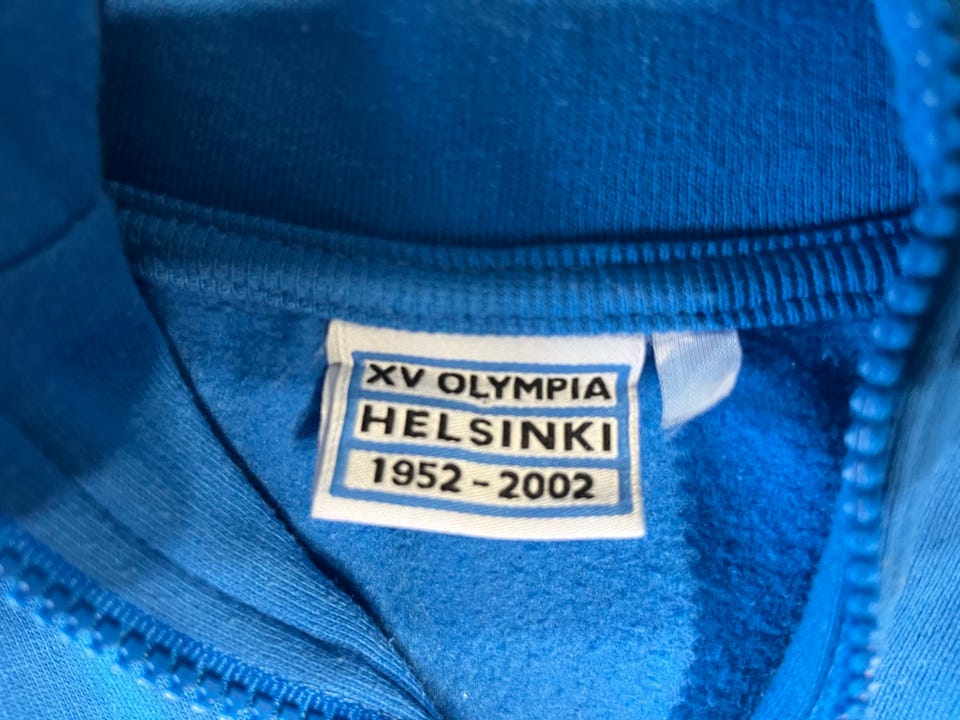 XV OLYMPIA
HELSINKI
1952 - 2002